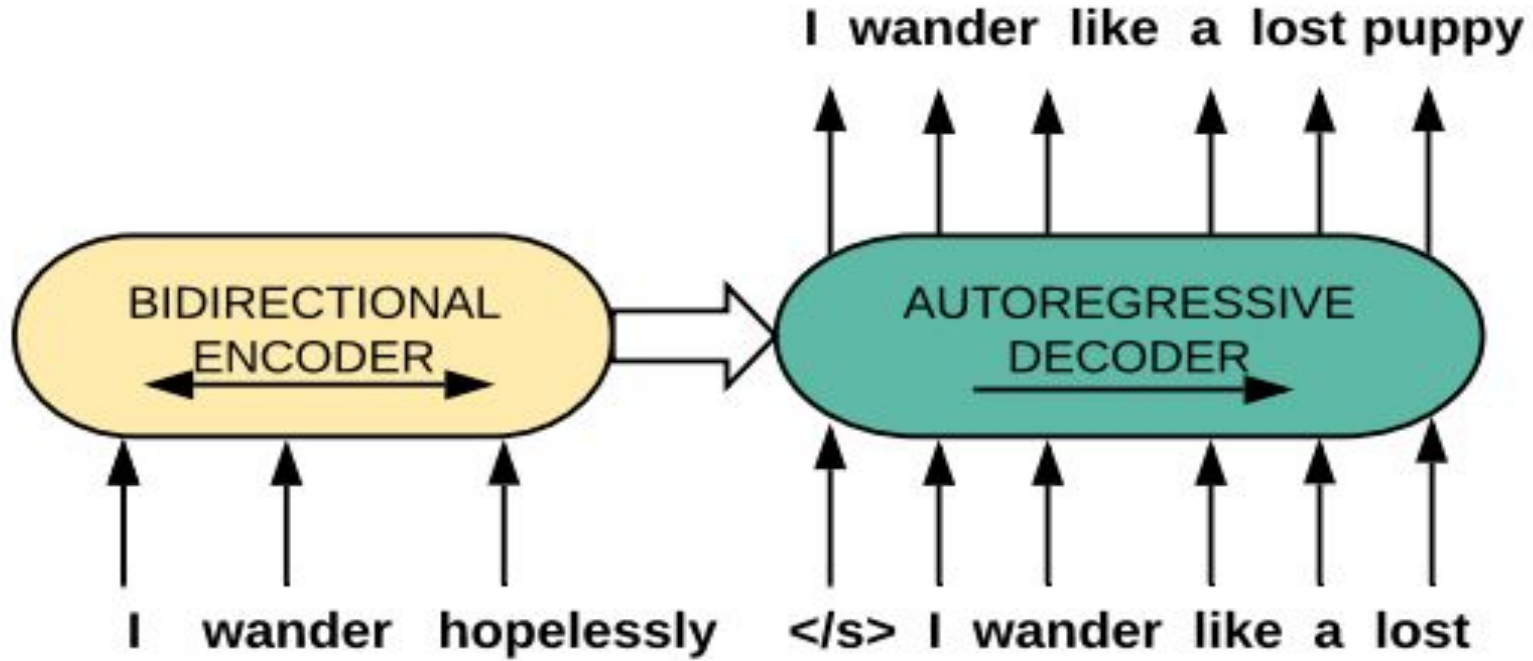 I wander like a lost puppy
BIDIRECTIONAL
ENCODER
AUTOREGRESSIVE
DECODER
I wander hopelessly
</s> I wander like a lost